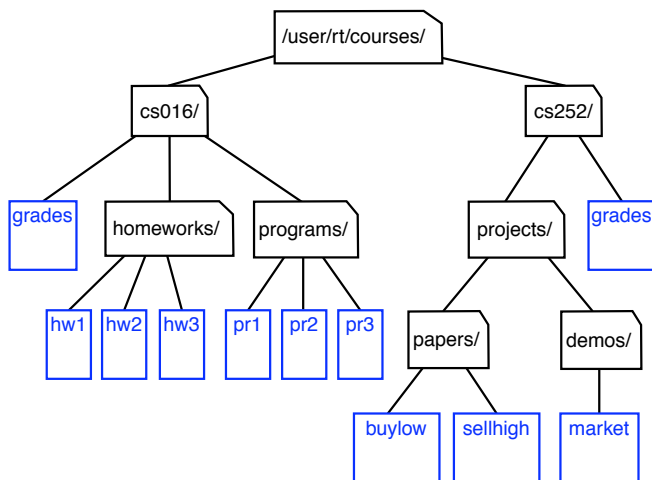 /user/rt/courses/
cs016/
cs252/
grades
homeworks/
programs/
projects/
grades
hw1
hw2
hw3
pr1
pr2
pr3
papers/
demos/
buylow
sellhigh
market